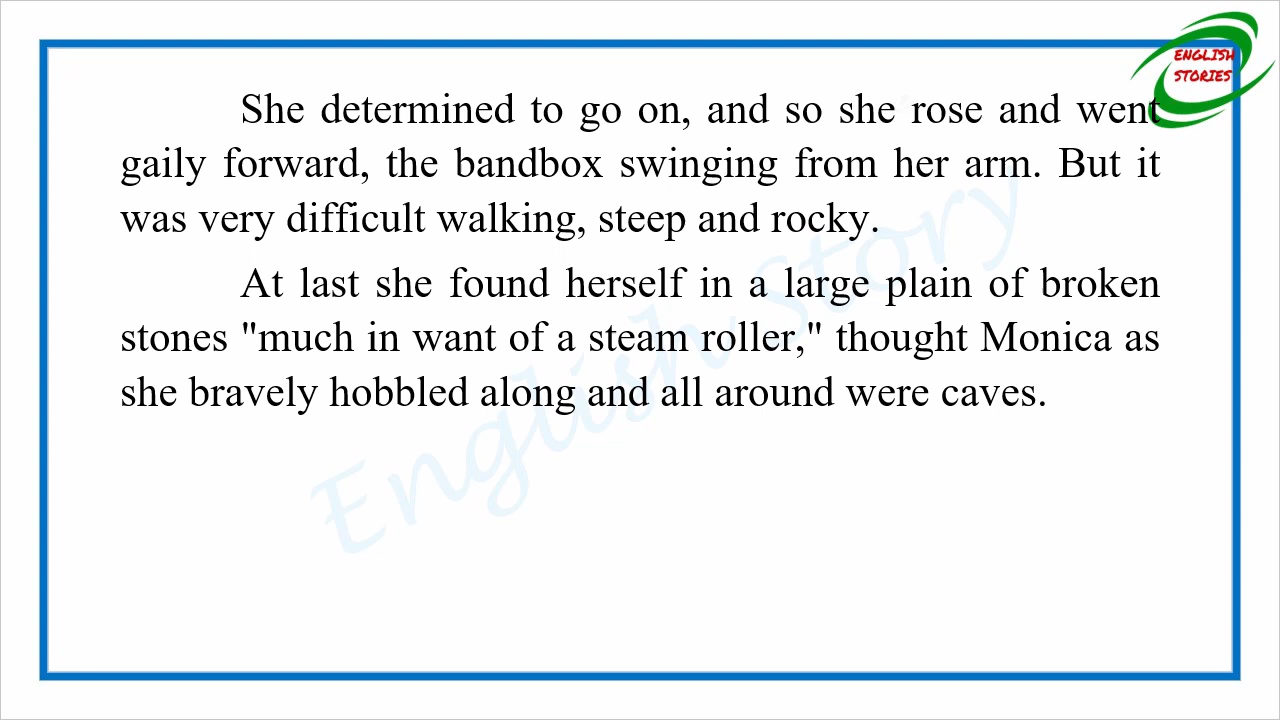 ENGLISH
STORIES
She determined to go on, and so she rose and went
gaily forward, the bandbox swinging from her arm. But it
was very difficult walking, steep and rocky.
At last she found herself in a large plain of broken
stones "much in want of a steam roller," thought Monica as
she bravely hobbled along and all around were caves.
English Story